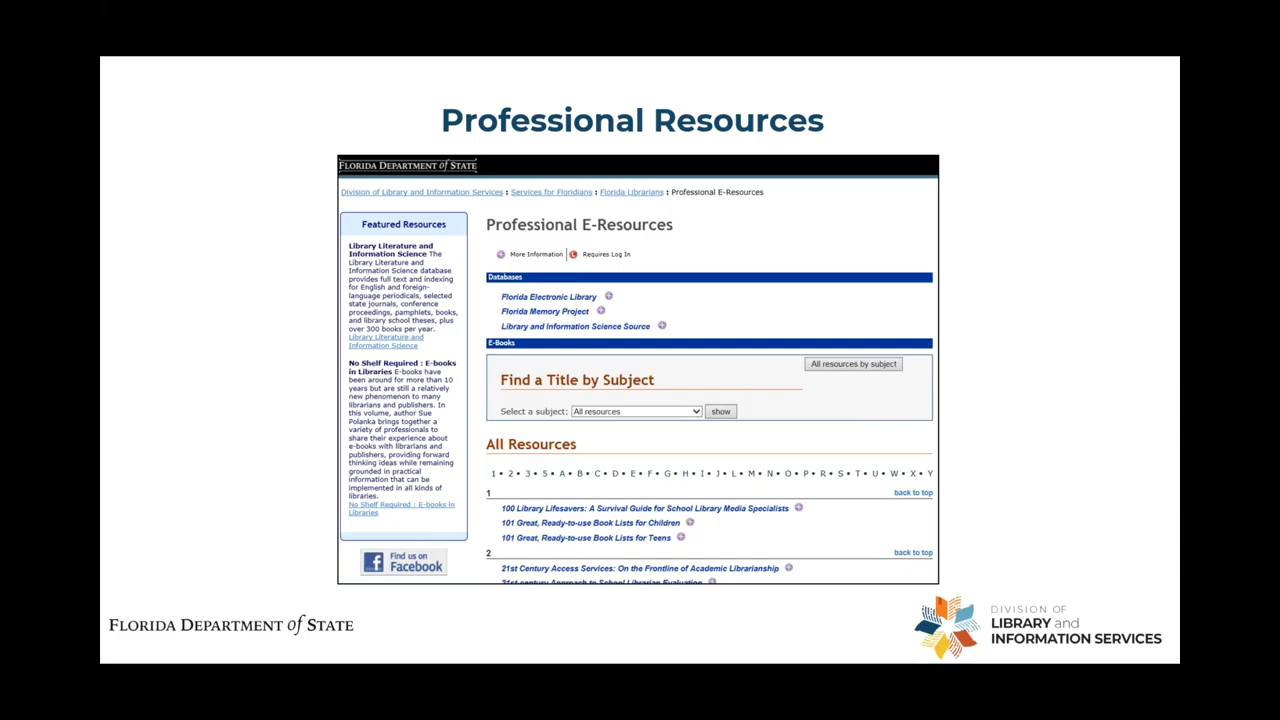 Professional Resources
FLORIDA DEPARTMENT of STATE
Division of Library and Information Services : Services for Floridians : Florida Librarians : Professional E-Resources
Featured Resources
Library Literature and
Information Science The
Library Literature and
Information Science database
provides full text and indexing
for English and foreign-
language periodicals, selected
state journals, conference
proceedings, pamphlets, books,
and library school theses, plus
over 300 books per year.
Library Literature and
Information Science
No Shelf Required : E-books
in Libraries E-books have
been around for more than 10
years but are still a relatively
new phenomenon to many
librarians and publishers. In
this volume, author Sue
Polanka brings together a
variety of professionals to
share their experience about
e-books with librarians and
publishers, providing forward
thinking ideas while remaining
grounded in practical
information that can be
implemented in all kinds of
libraries.
No Shelf Required : E-books in
Libraries
Find us on
Facebook
Professional E-Resources
More Information | Requires Log In
Databases
Florida Electronic Library
Florida Memory Project
Library and Information Science Source
E-Books
All resources by subject
Find a Title by Subject
Select a subject: All resources show
All Resources
1 • 2 • 3 • 5 • A • B • C • D • E • F • G • H • I • J • L • M • N • O • P • R • S • T • U • W • X • Y
1 back to top
100 Library Lifesavers: A Survival Guide for School Library Media Specialists
101 Great, Ready-to-use Book Lists for Children
101 Great, Ready-to-use Book Lists for Teens
2 back to top
21st Century Access Services: On the Frontline of Academic Librarianship
21st-century Approach to School Librarian Evaluation
FLORIDA DEPARTMENT of STATE
DIVISION OF
LIBRARY and
INFORMATION SERVICES